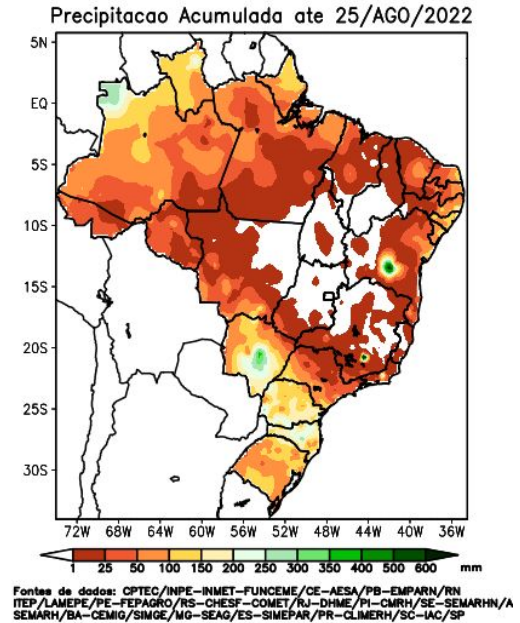 Precipitacao Acumulada ate 25/AGO/2022
5N
EQ
5S
10S
15S
20S
25S
30S
72W 68W 64W 60W 56W 52W 48W 44W 40W 36W
1 25 50 100 150 200 250 300 350 400 500 600 mm
Fontes de dados: CPTEC/INPE-INMET-FUNCEME/CE-AESA/PB-EMPARN/RN
ITEP/LAMEPE/PE-FEPAGRO/RS-CHESF-COMET/RJ-DHME/PI-CMRH/SE-SEMARHN/A
SEMARH/BA-CEMIG/SIMGE/MG-SEAG/ES-SIMEPAR/PR-CLIMERH/SC-IAC/SP